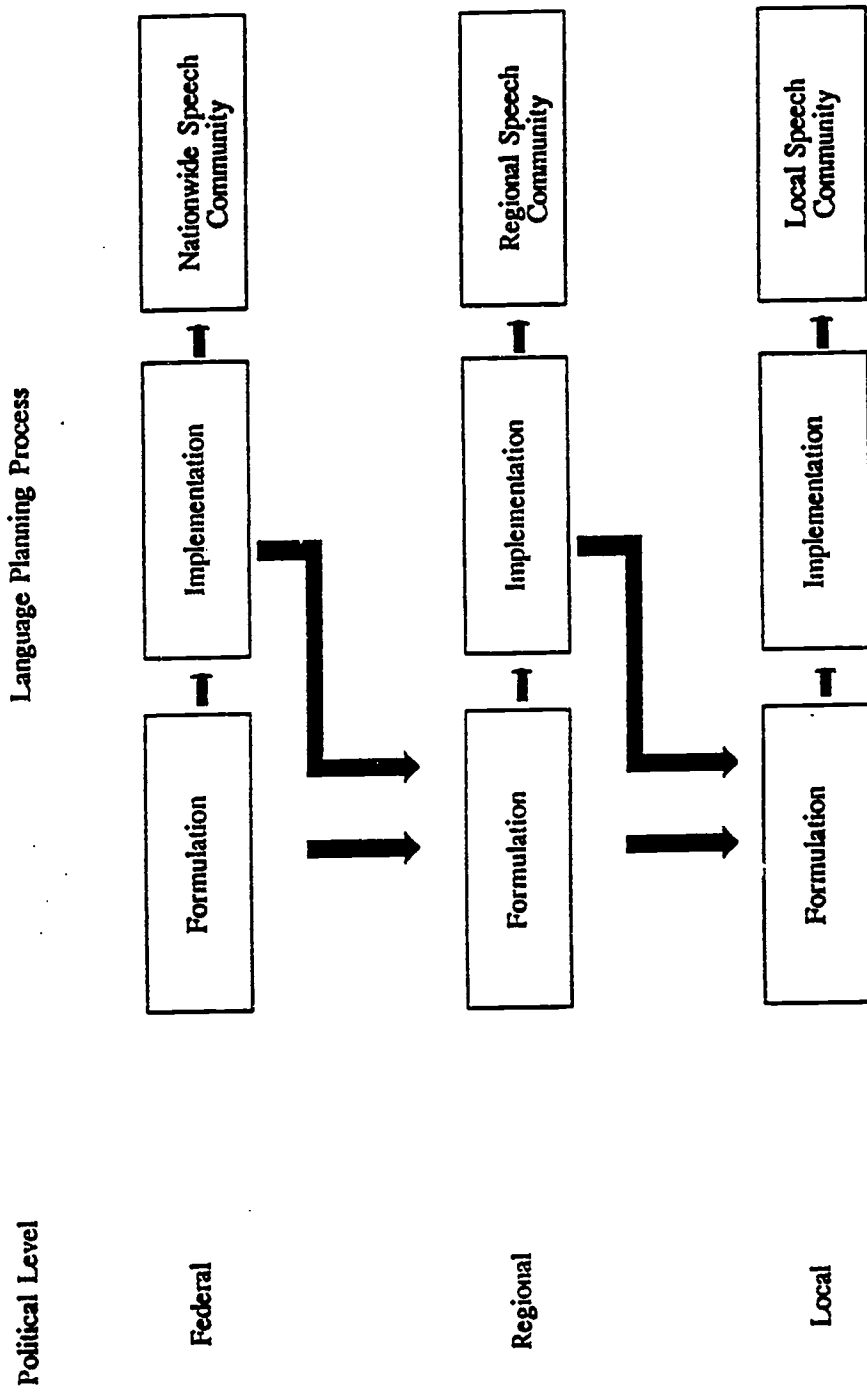 Language Planning Process
Political Level
Federal
Formulation
Implementation
Nationwide Speech
Community
Regional
Formulation
Implementation
Regional Speech
Community
Local
Formulation
Implementation
Local Speech
Community